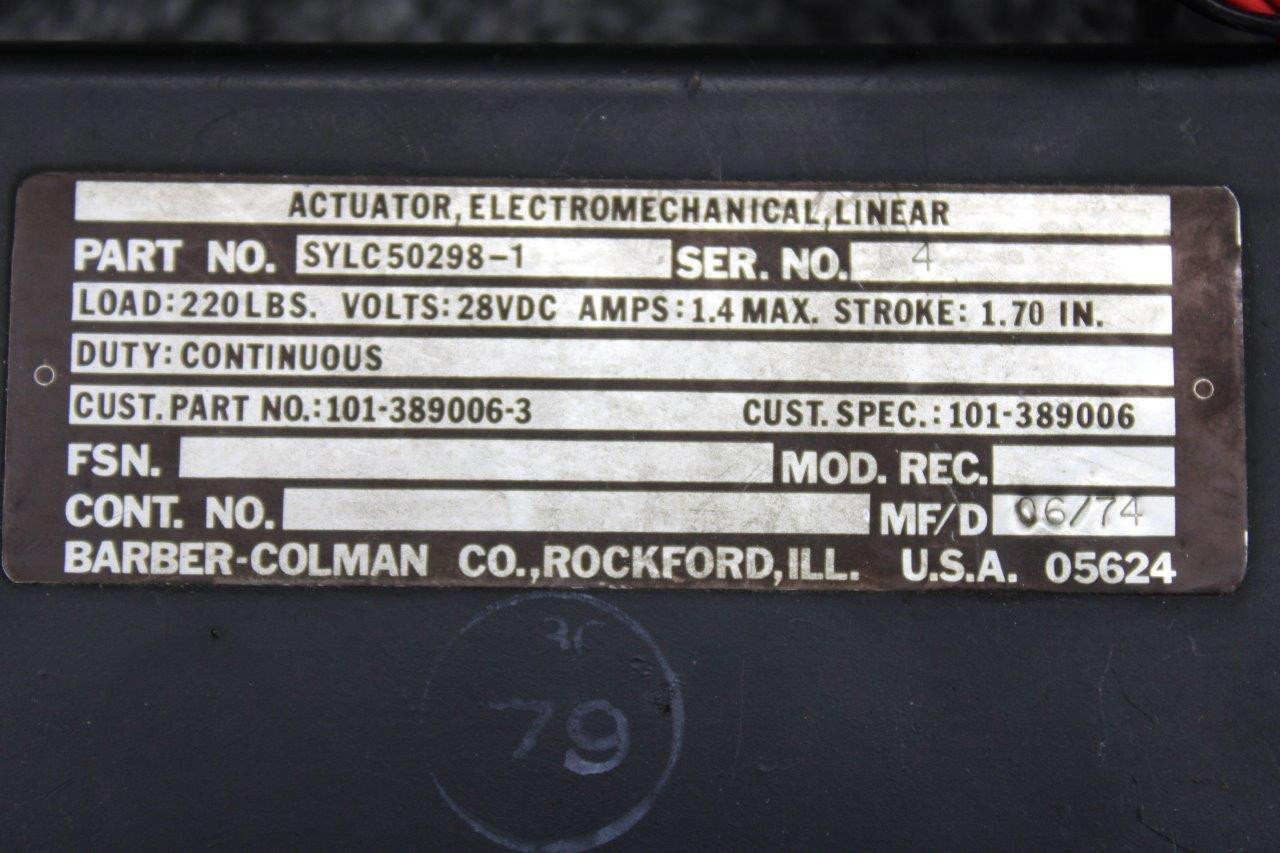 ACTUATOR, ELECTROMECHANICAL, LINEAR
PART NO. SYLC50298-1 SER. NO. 4
LOAD: 220 LBS. VOLTS: 28VDC AMPS: 1.4 MAX. STROKE: 1.70 IN.
DUTY: CONTINUOUS
CUST. PART NO.: 101-389006-3 CUST. SPEC.: 101-389006
FSN. MOD. REC.
CONT. NO. MF/D 06/74
BARBER-COLMAN CO., ROCKFORD, ILL. U.S.A. 05624
79